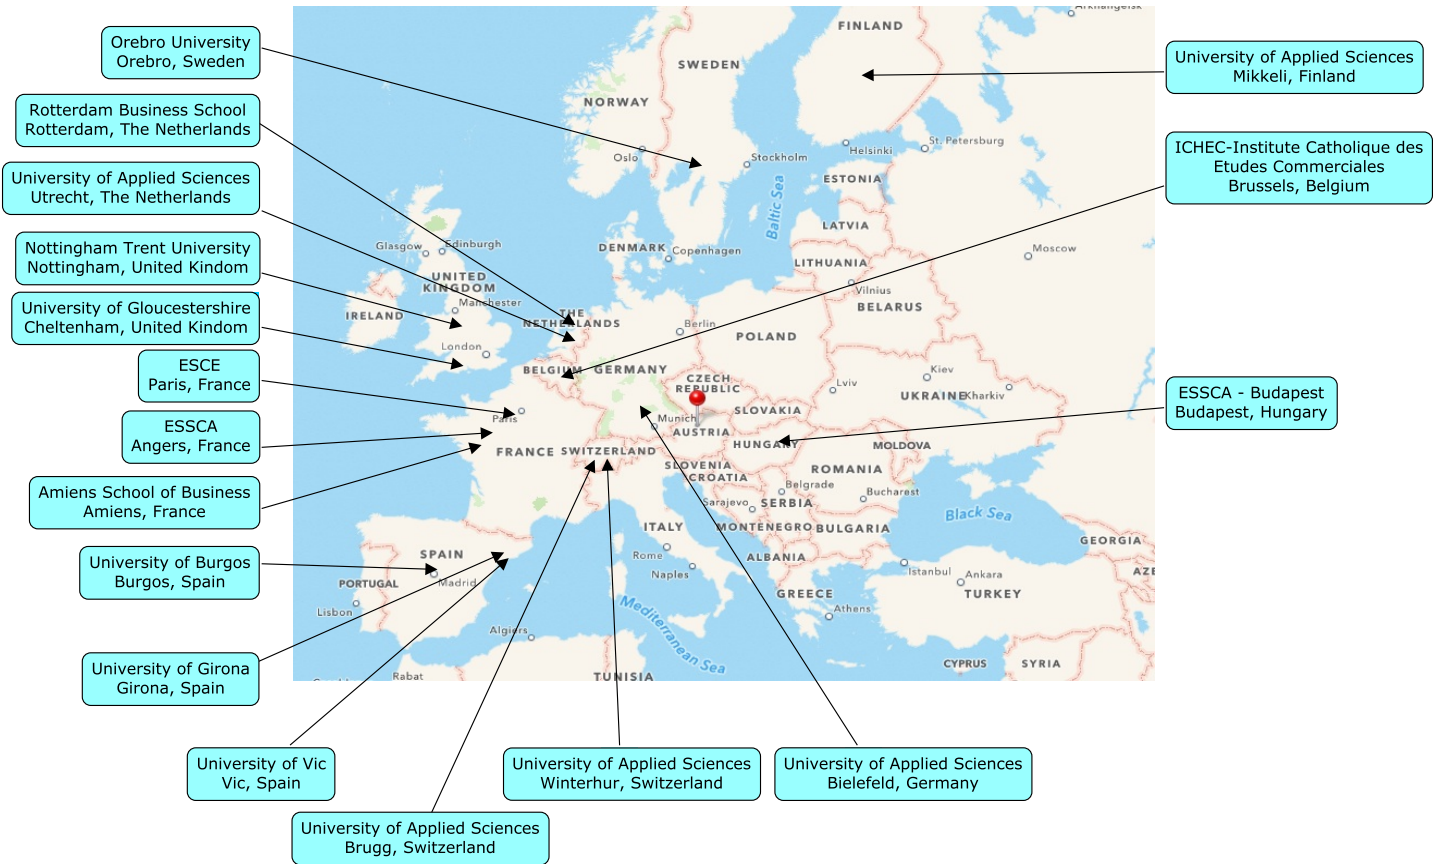 Orebro University
Orebro, Sweden
Rotterdam Business School
Rotterdam, The Netherlands
University of Applied Sciences
Utrecht, The Netherlands
Nottingham Trent University
Nottingham, United Kindom
University of Gloucestershire
Cheltenham, United Kindom
ESCE
Paris, France
ESSCA
Angers, France
Amiens School of Business
Amiens, France
University of Burgos
Burgos, Spain
University of Girona
Girona, Spain
University of Vic
Vic, Spain
University of Applied Sciences
Brugg, Switzerland
University of Applied Sciences
Winterhur, Switzerland
University of Applied Sciences
Bielefeld, Germany
University of Applied Sciences
Mikkeli, Finland
ICHEC-Institute Catholique des
Etudes Commerciales
Brussels, Belgium
ESSCA - Budapest
Budapest, Hungary
Arkhangelsk
FINLAND
SWEDEN
NORWAY
Oslo
Stockholm
Helsinki
St. Petersburg
ESTONIA
Baltic Sea
LATVIA
Glasgow
Edinburgh
DENMARK
Copenhagen
Moscow
LITHUANIA
UNITED
KINGDOM
Vilnius
Manchester
BELARUS
IRELAND
THE
NETHERLANDS
Berlin
POLAND
London
BELGIUM
GERMANY
CZECH
REPUBLIC
Kiev
Lviv
UKRAINE
Kharkiv
Paris
Munich
SLOVAKIA
AUSTRIA
FRANCE
SWITZERLAND
HUNGARY
MOLDOVA
SLOVENIA
CROATIA
ROMANIA
Belgrade
Bucharest
Sarajevo
SERBIA
Black Sea
ITALY
MONTENEGRO
BULGARIA
GEORGIA
SPAIN
Rome
ALBANIA
Madrid
Naples
Istanbul
Ankara
AZE
PORTUGAL
GREECE
TURKEY
Lisbon
Athens
Mediterranean Sea
Algiers
CYPRUS
SYRIA
Rabat
TUNISIA